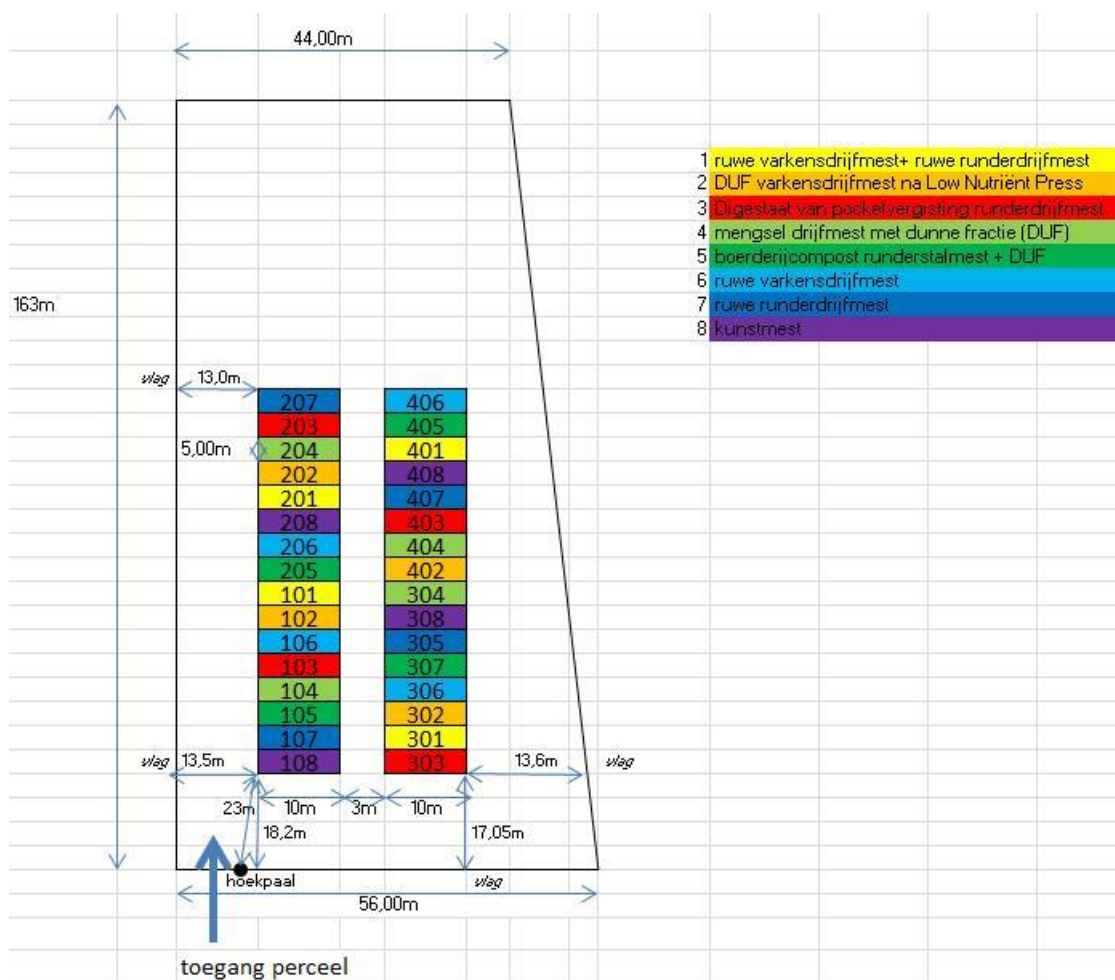 44,00m
1 ruwe varkensdrijfmest+ ruwe runderdrijfmest
2 DUF varkensdrijfmest na Low Nutriënt Press
3 Digestaat van pocketvergisting runderdrijfmest
4 mengsel drijfmest met dunne fractie (DUF)
5 boerderijcompost runderstalmest + DUF
6 ruwe varkensdrijfmest
7 ruwe runderdrijfmest
8 kunstmest
163m
vlag 13,0m
207 406
203 405
5,00m 204 401
202 408
201 407
208 403
206 404
205 402
101 304
102 308
106 305
103 307
104 306
105 302
107 301
vlag 13,5m 108 303 13,6m vlag
23m 10m 3m 10m
18,2m 17,05m
hoekpaal vlag
56,00m
toegang perceel